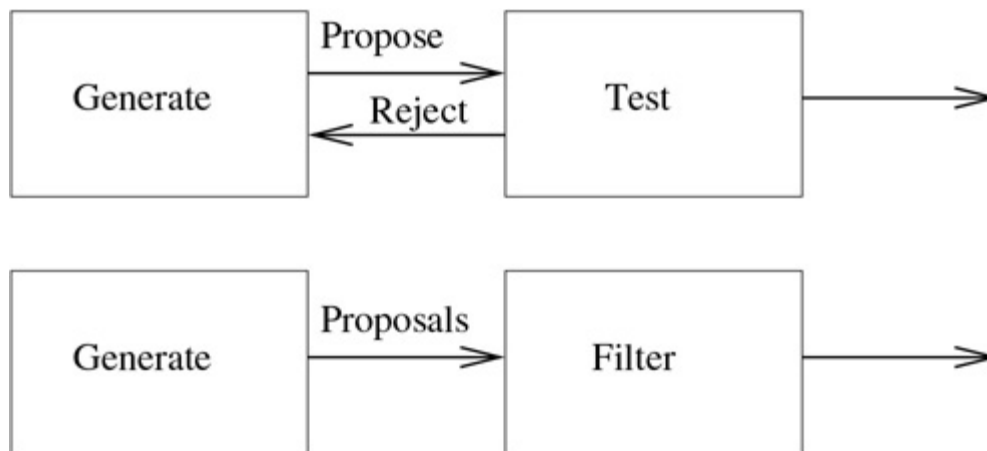 Propose
Generate
Test
Reject
Proposals
Generate
Filter